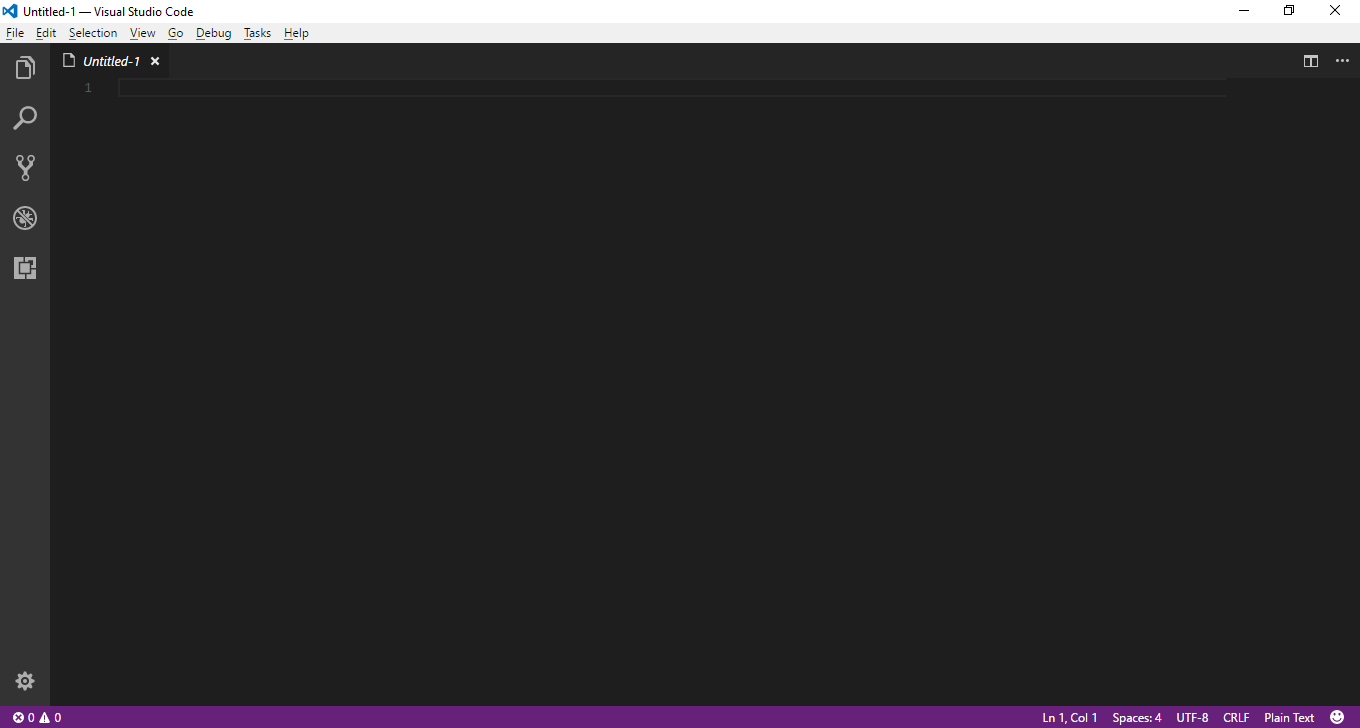 Untitled-1 — Visual Studio Code
File Edit Selection View Go Debug Tasks Help
Untitled-1
1
0 0 Ln 1, Col 1 Spaces: 4 UTF-8 CRLF Plain Text